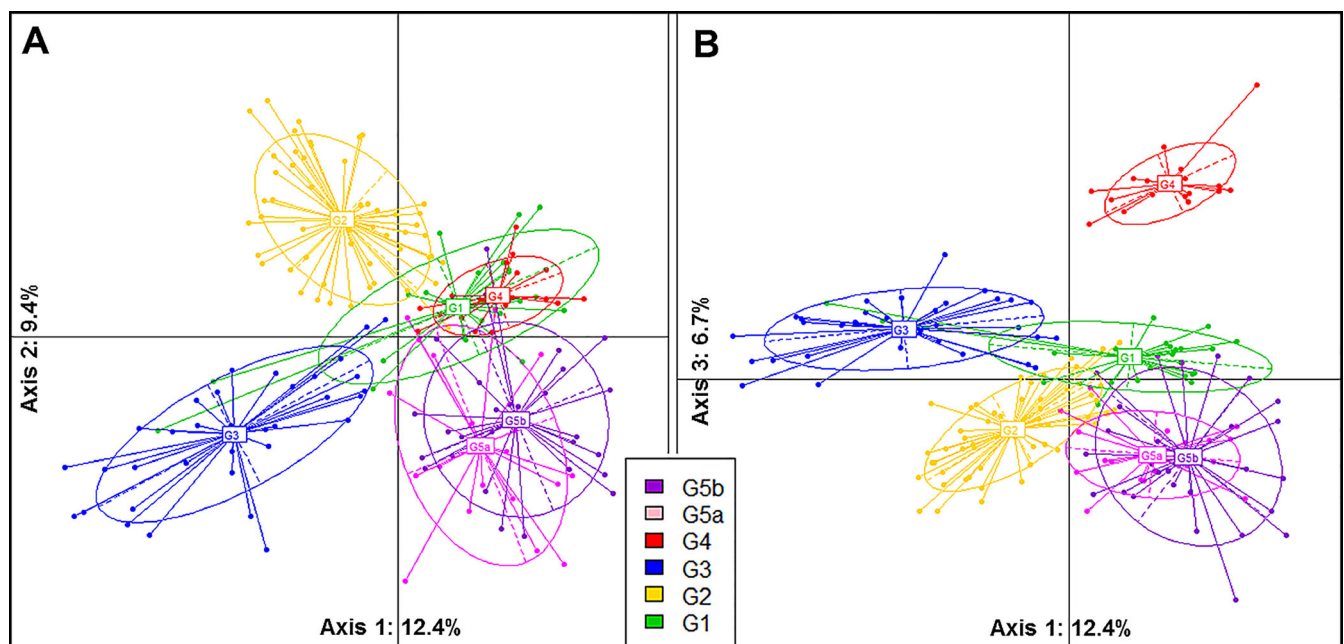 A
G2
G4
G1
G3
G5b
G5a
Axis 2: 9.4%
Axis 1: 12.4%
B
G4
G3
G1
G2
G5a
G5b
Axis 3: 6.7%
Axis 1: 12.4%
G5b
G5a
G4
G3
G2
G1